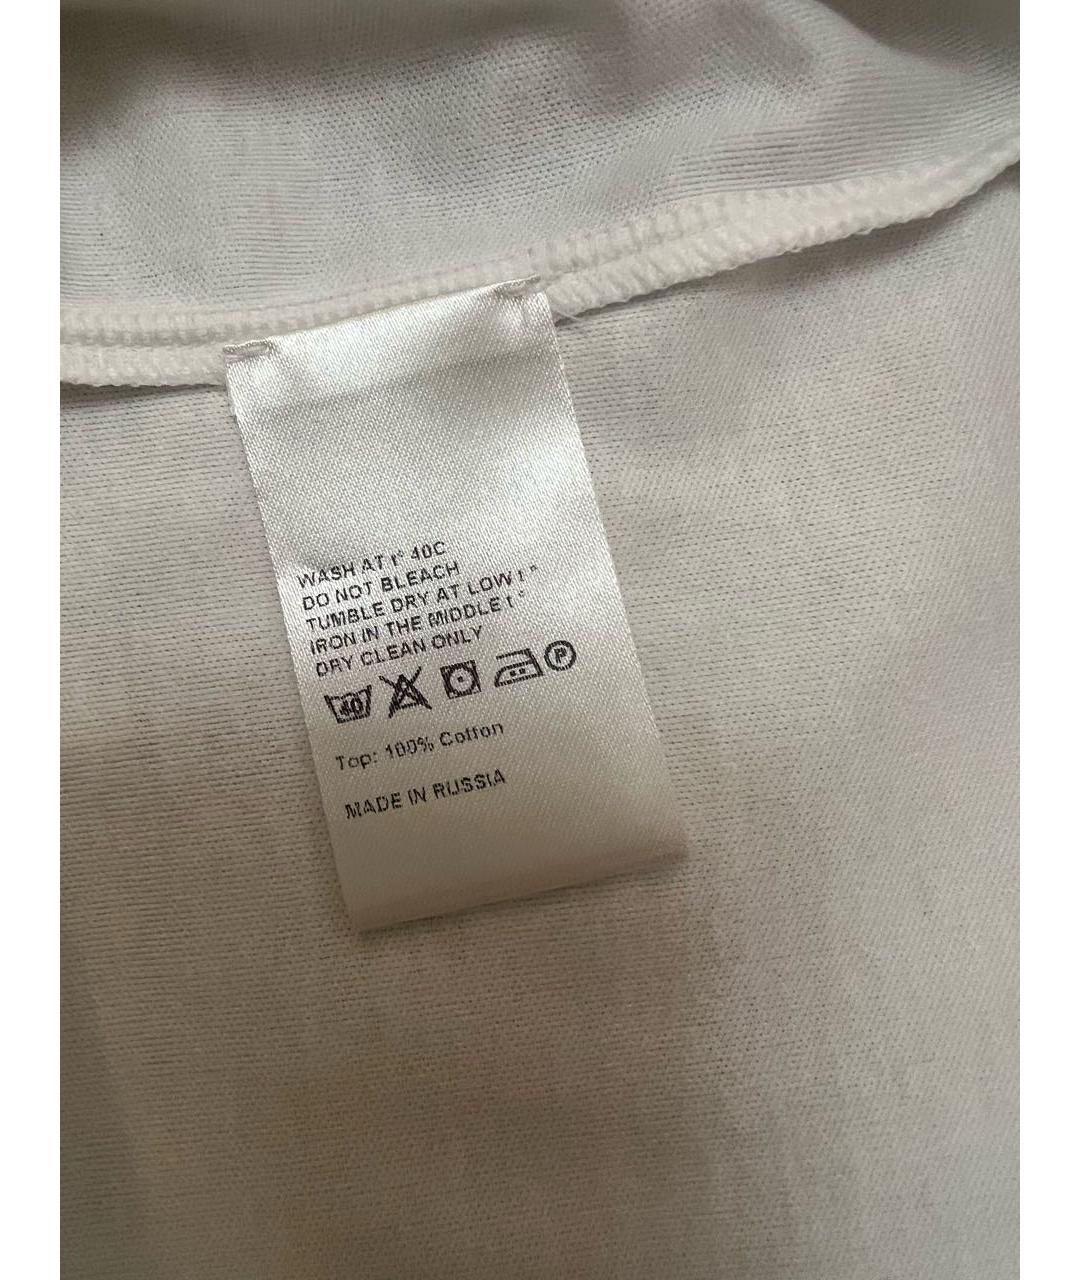 WASH AT t° 40C
DO NOT BLEACH
TUMBLE DRY AT LOW t°
IRON IN THE MIDDLE t°
DRY CLEAN ONLY
40 P
Top: 100% Cotton
MADE IN RUSSIA